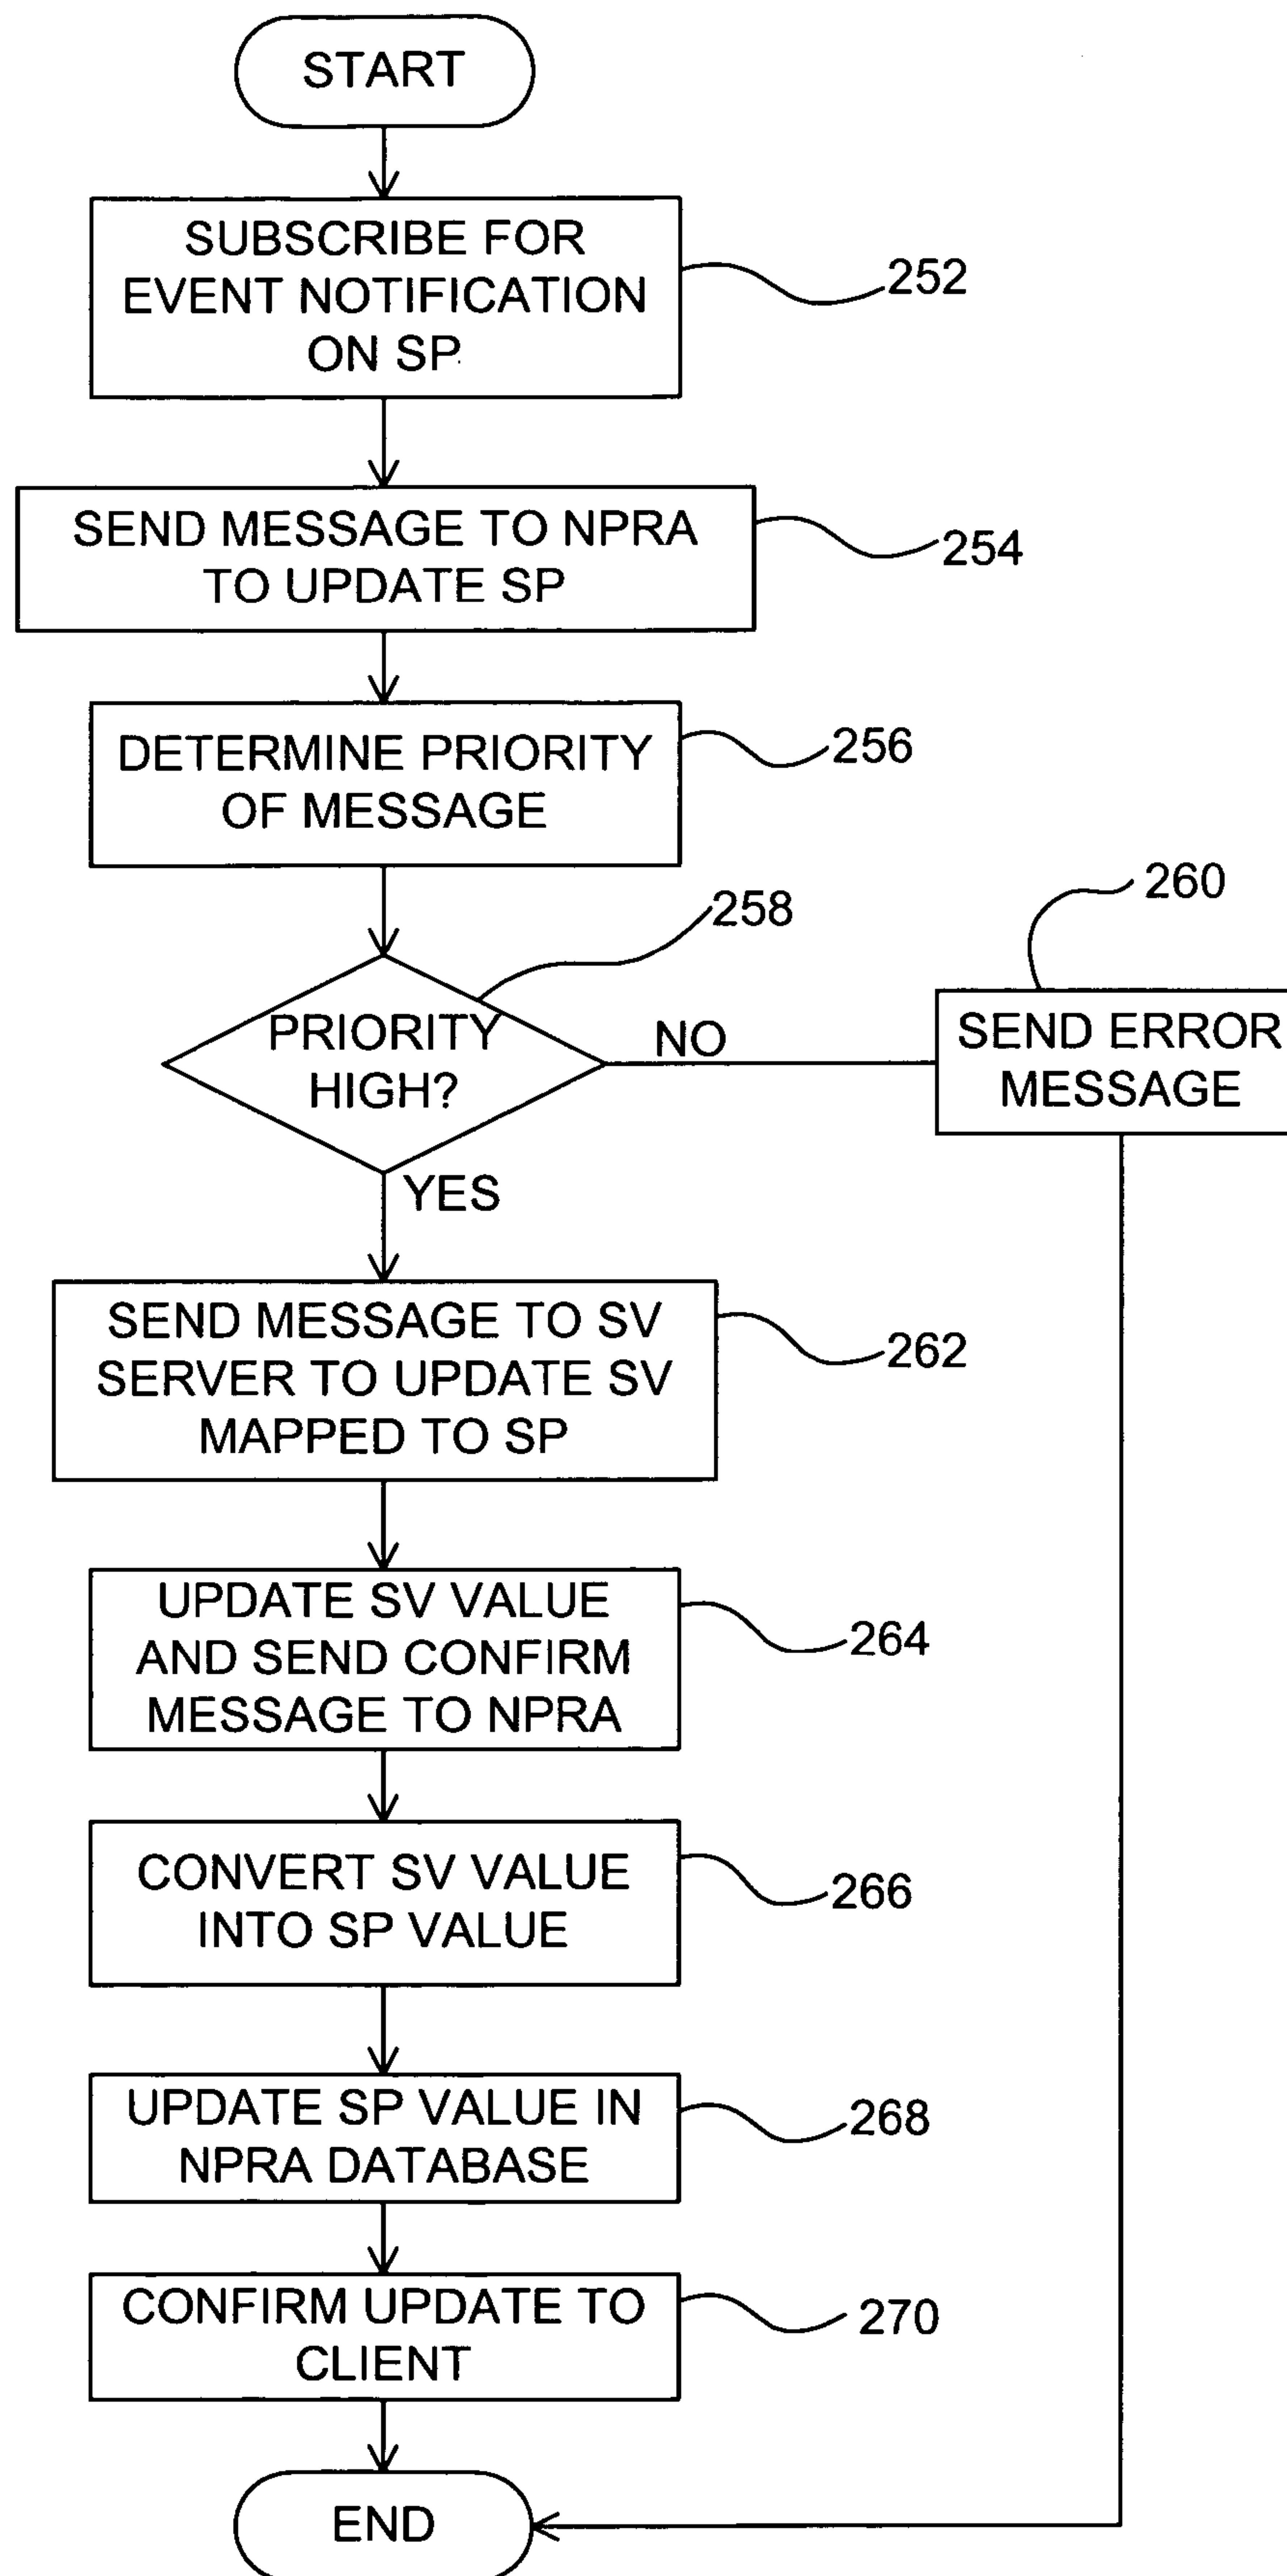 START
SUBSCRIBE FOR
EVENT NOTIFICATION
ON SP
252
SEND MESSAGE TO NPRA
TO UPDATE SP
254
DETERMINE PRIORITY
OF MESSAGE
256
258
260
PRIORITY
HIGH?
NO
SEND ERROR
MESSAGE
YES
SEND MESSAGE TO SV
SERVER TO UPDATE SV
MAPPED TO SP
262
UPDATE SV VALUE
AND SEND CONFIRM
MESSAGE TO NPRA
264
CONVERT SV VALUE
INTO SP VALUE
266
UPDATE SP VALUE IN
NPRA DATABASE
268
CONFIRM UPDATE TO
CLIENT
270
END